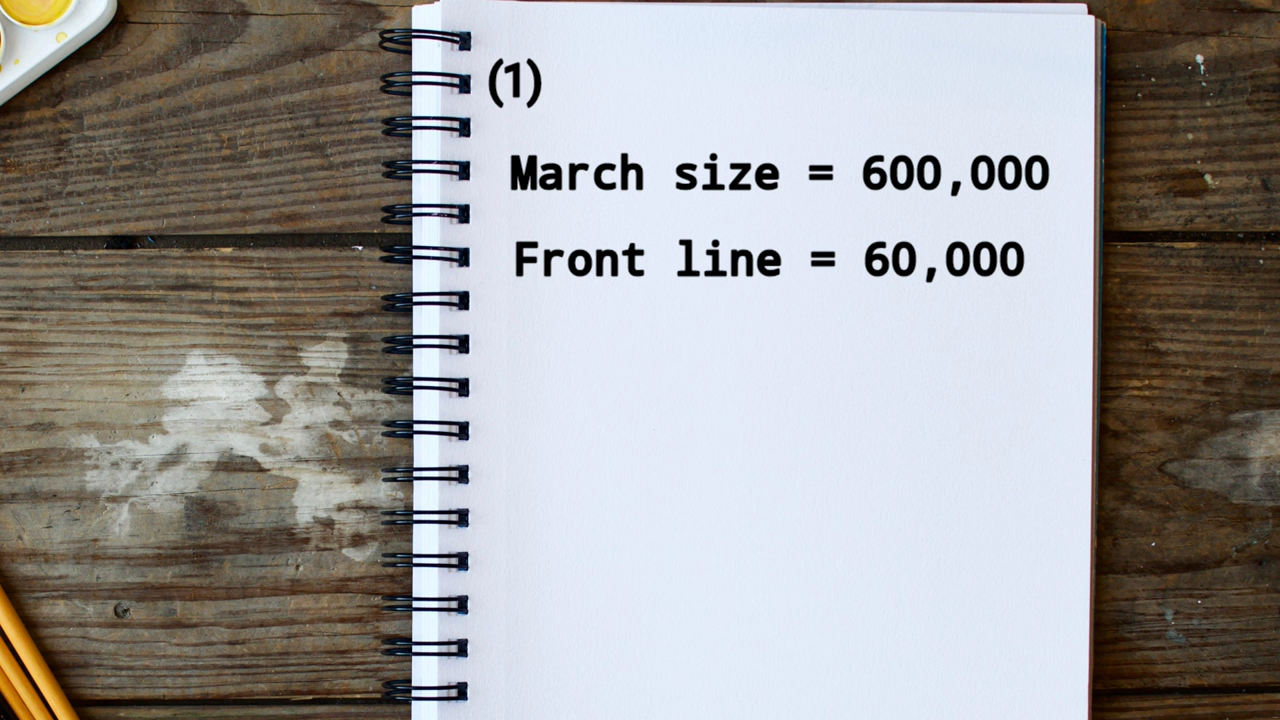 (1)
March size = 600,000
Front line = 60,000